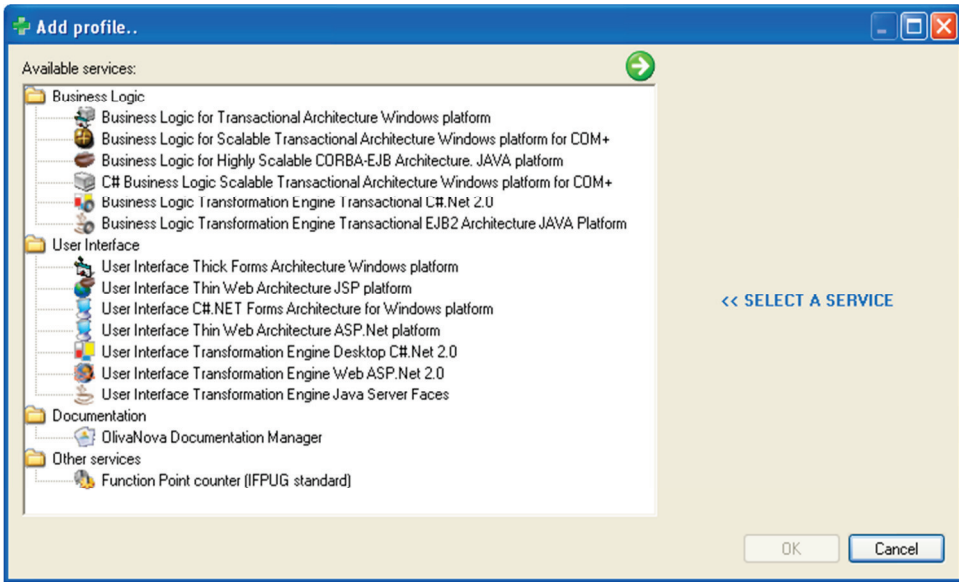 Add profile..
Available services:
Business Logic
Business Logic for Transactional Architecture Windows platform
Business Logic for Scalable Transactional Architecture Windows platform for COM+
Business Logic for Highly Scalable CORBA-EJB Architecture. JAVA platform
C# Business Logic Scalable Transactional Architecture Windows platform for COM+
Business Logic Transformation Engine Transactional C#.Net 2.0
Business Logic Transformation Engine Transactional EJB2 Architecture JAVA Platform
User Interface
User Interface Thick Forms Architecture Windows platform
User Interface Thin Web Architecture JSP platform
User Interface C#.NET Forms Architecture for Windows platform
User Interface Thin Web Architecture ASP.Net platform
User Interface Transformation Engine Desktop C#.Net 2.0
User Interface Transformation Engine Web ASP.Net 2.0
User Interface Transformation Engine Java Server Faces
Documentation
OlivaNova Documentation Manager
Other services
Function Point counter (IFPUG standard)
<< SELECT A SERVICE
OK
Cancel